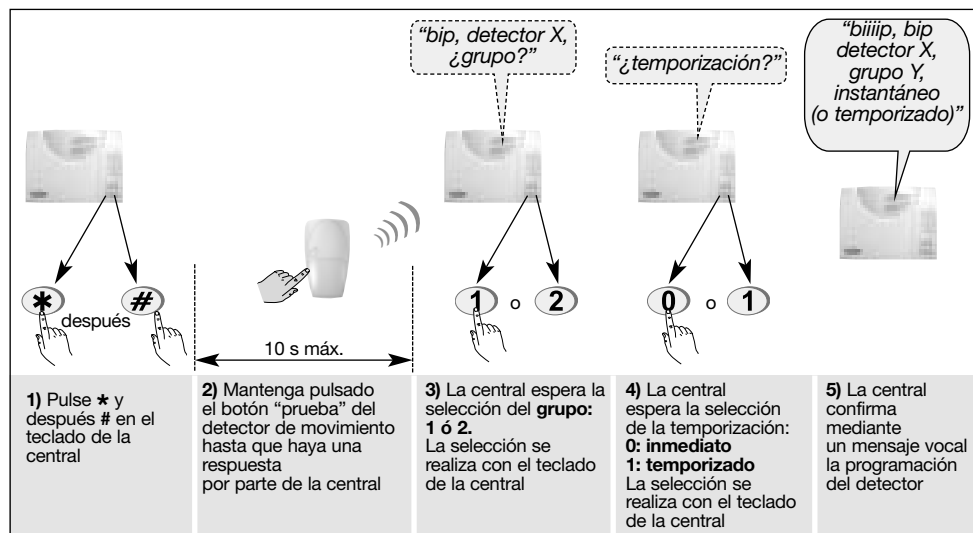 “bip, detector X,
¿grupo?”
“¿temporización?”
“biiiip, bip
detector X,
grupo Y,
instantáneo
(o temporizado)”
* después #
10 s máx.
1 o 2
0 o 1
1) Pulse * y
después # en el
teclado de la
central
2) Mantenga pulsado
el botón “prueba” del
detector de movimiento
hasta que haya una
respuesta
por parte de la central
3) La central espera la
selección del grupo:
1 ó 2.
La selección se
realiza con el teclado
de la central
4) La central
espera la selección
de la temporización:
0: inmediato
1: temporizado
La selección se
realiza con el teclado
de la central
5) La central
confirma
mediante
un mensaje vocal
la programación
del detector